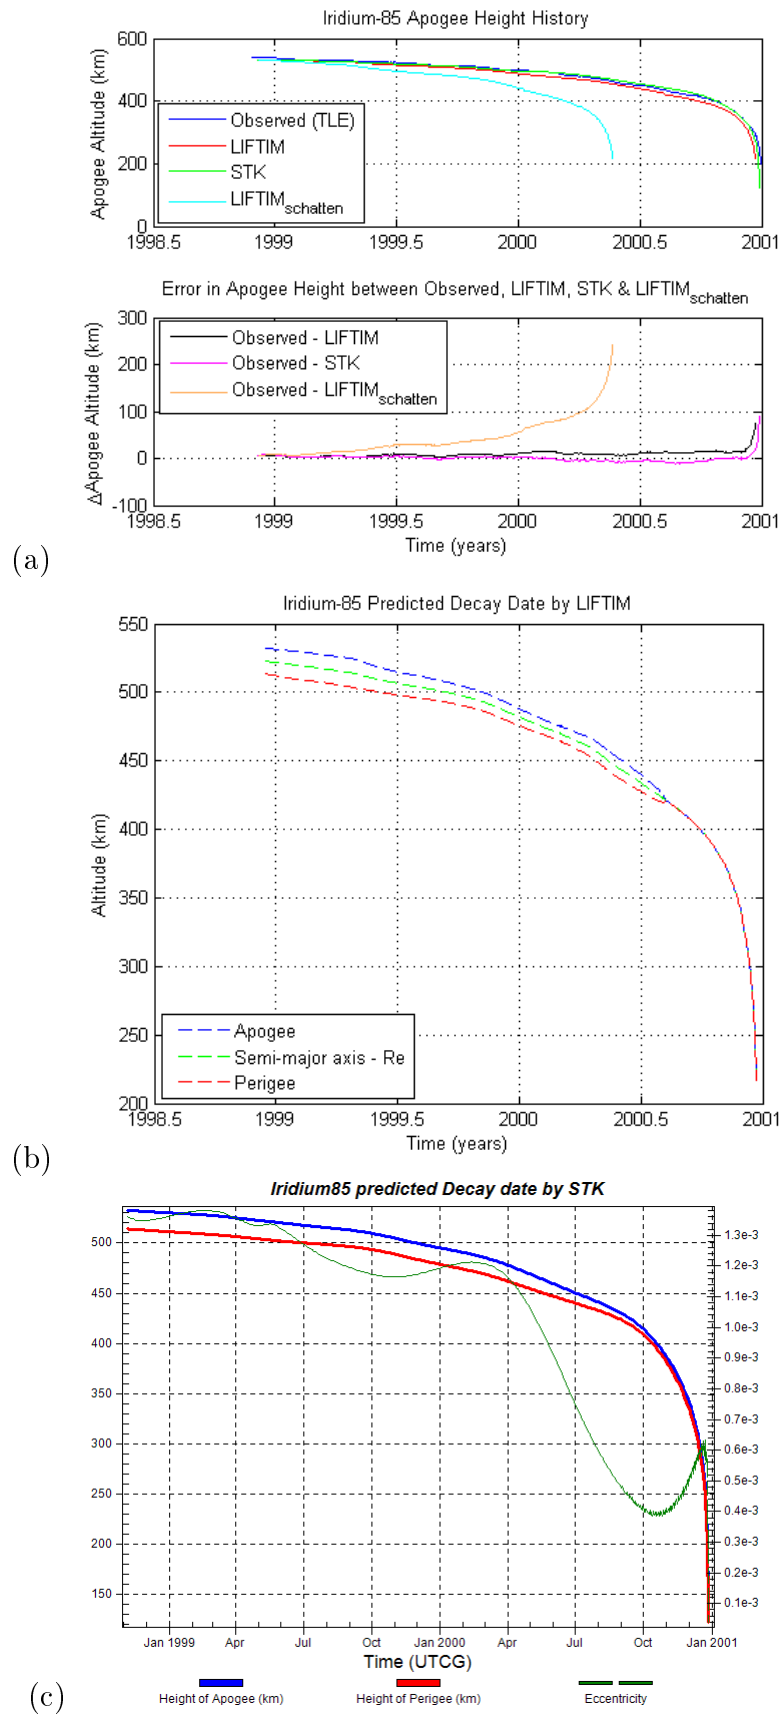 Iridium-85 Apogee Height History
Apogee Altitude (km)
600
400
200
0
Observed (TLE)
LIFTIM
STK
LIFTIMschatten
1998.5 1999 1999.5 2000 2000.5 2001
Error in Apogee Height between Observed, LIFTIM, STK & LIFTIMschatten
ΔApogee Altitude (km)
300
200
100
0
-100
Observed - LIFTIM
Observed - STK
Observed - LIFTIMschatten
1998.5 1999 1999.5 2000 2000.5 2001
Time (years)
(a)
Iridium-85 Predicted Decay Date by LIFTIM
Altitude (km)
550
500
450
400
350
300
250
200
Apogee
Semi-major axis - Re
Perigee
1998.5 1999 1999.5 2000 2000.5 2001
Time (years)
(b)
Iridium85 predicted Decay date by STK
500
450
400
350
300
250
200
150
1.3e-3
1.2e-3
1.1e-3
1.0e-3
0.9e-3
0.8e-3
0.7e-3
0.6e-3
0.5e-3
0.4e-3
0.3e-3
0.2e-3
0.1e-3
Jan 1999 Apr Jul Oct Jan 2000 Apr Jul Oct Jan 2001
Time (UTCG)
Height of Apogee (km) Height of Perigee (km) Eccentricity
(c)